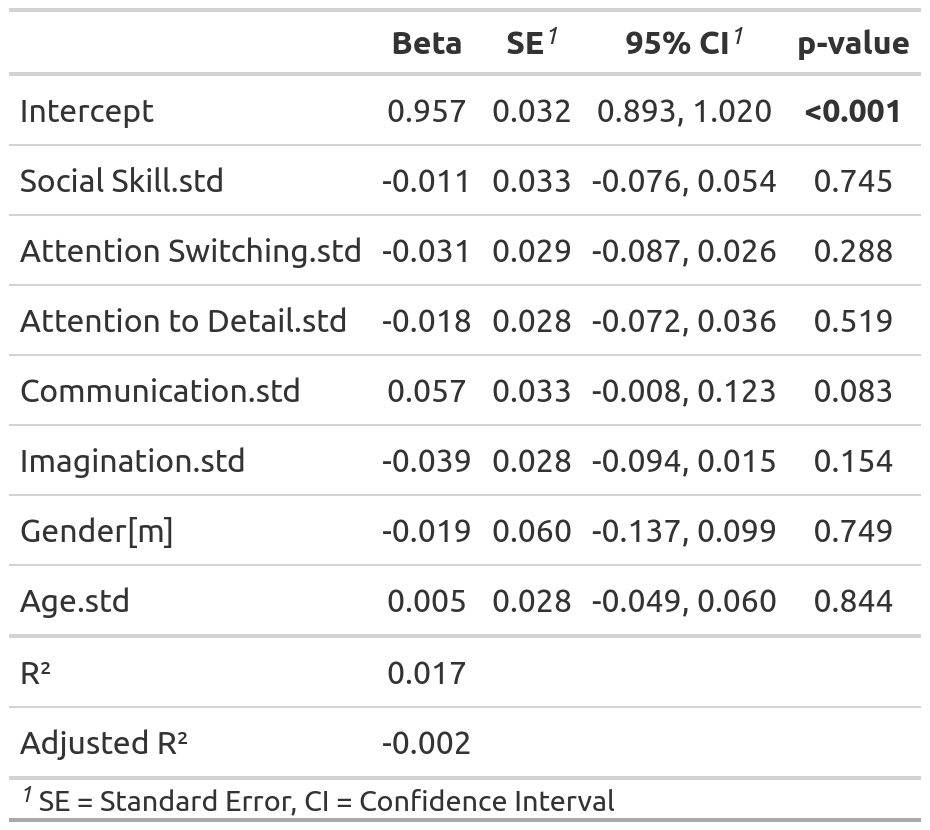 Beta SE¹ 95% CI¹ p-value
Intercept 0.957 0.032 0.893, 1.020 <0.001
Social Skill.std -0.011 0.033 -0.076, 0.054 0.745
Attention Switching.std -0.031 0.029 -0.087, 0.026 0.288
Attention to Detail.std -0.018 0.028 -0.072, 0.036 0.519
Communication.std 0.057 0.033 -0.008, 0.123 0.083
Imagination.std -0.039 0.028 -0.094, 0.015 0.154
Gender[m] -0.019 0.060 -0.137, 0.099 0.749
Age.std 0.005 0.028 -0.049, 0.060 0.844
R² 0.017
Adjusted R² -0.002
¹ SE = Standard Error, CI = Confidence Interval